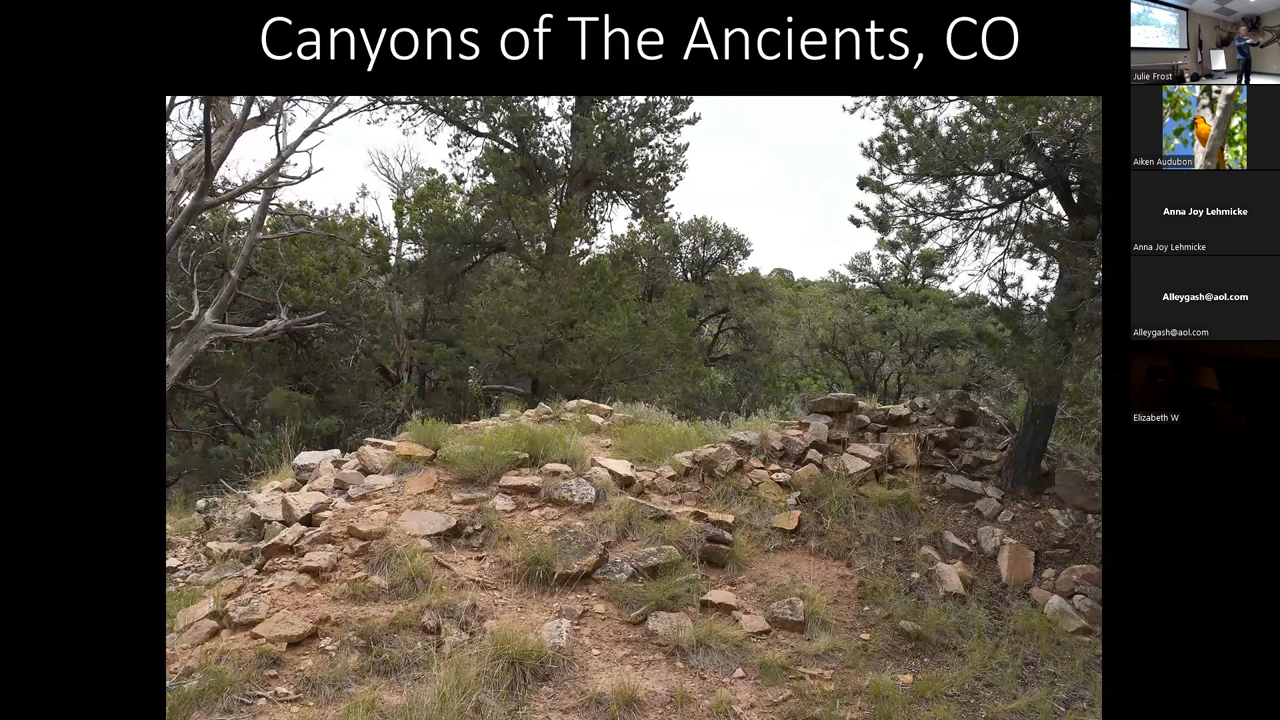 Canyons of The Ancients, CO
Julie Frost
Aiken Audubon
Anna Joy Lehmicke
Anna Joy Lehmicke
Alleygash@aol.com
Alleygash@aol.com
Elizabeth W